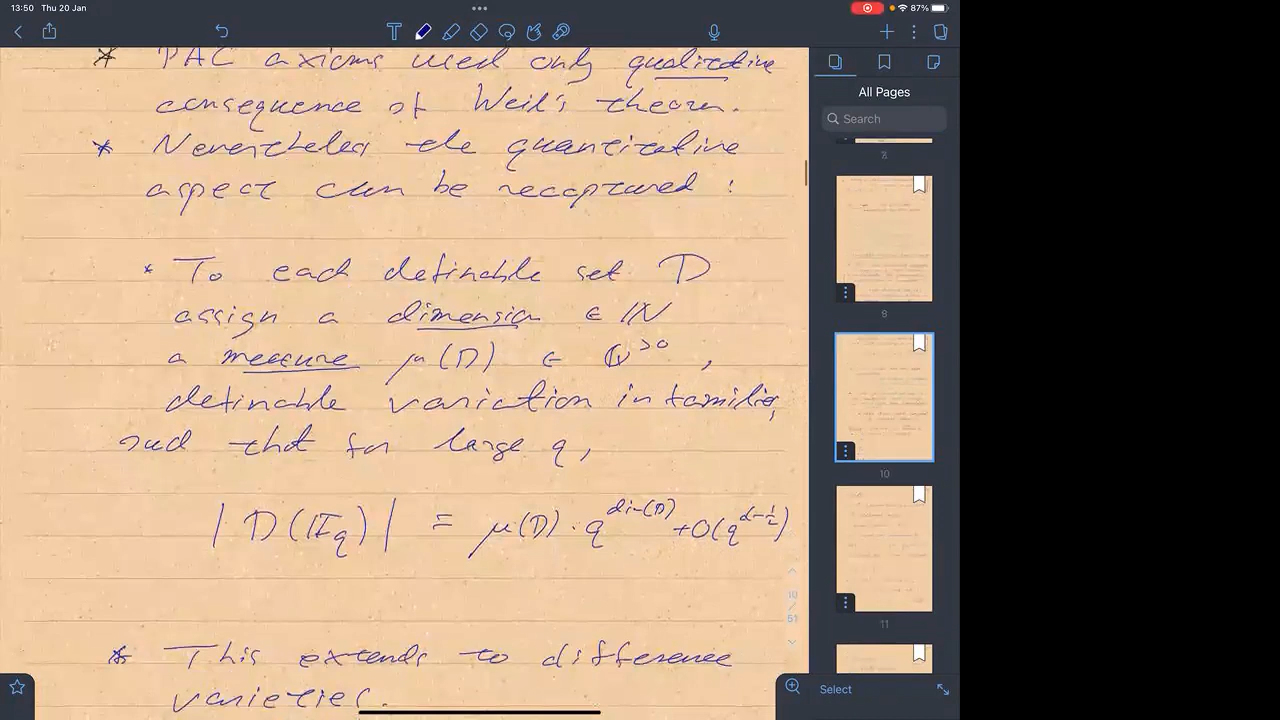 13:50 Thu 20 Jan
87%
* PAC axioms used only qualitative
consequence of Weil's theorem.
* Nevertheless the quantitative
aspect can be recaptured :
All Pages
Search
* To each definable set D
assign a dimension ∈ ℕ
a measure μ(D) ∈ ℚ^{>0} ,
definable variation in families,
such that for large q,
|D(𝔽_q)| = μ(D) · q^{dim(D)} + O(q^{d-1/2})
* This extends to difference
varieties.
9
10
11
10
/
51
Select